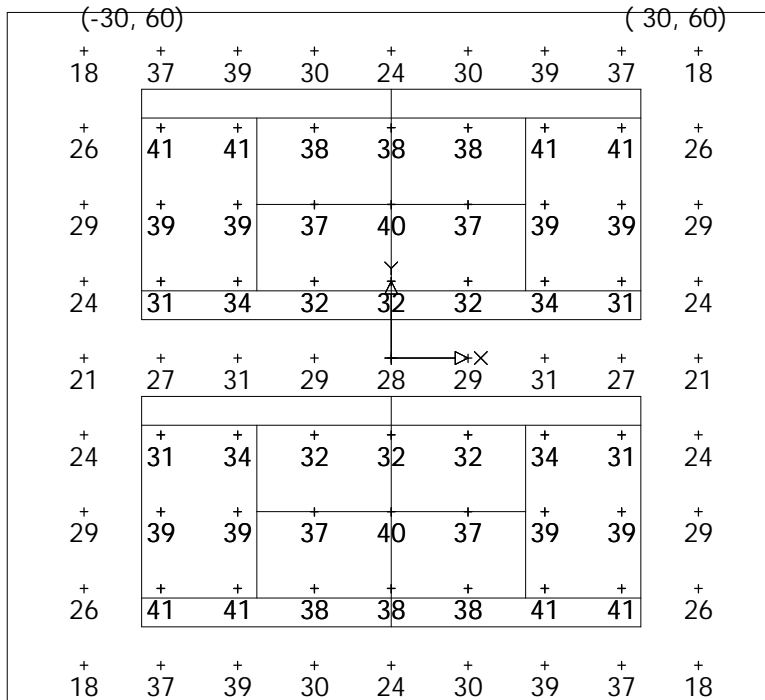 (-30, 60) ( 30, 60)
18 37 39 30 24 30 39 37 18
26 41 41 38 38 38 41 41 26
29 39 39 37 40 37 39 39 29
Y
24 31 34 32 32 32 34 31 24
X
21 27 31 29 28 29 31 27 21
24 31 34 32 32 32 34 31 24
29 39 39 37 40 37 39 39 29
26 41 41 38 38 38 41 41 26
18 37 39 30 24 30 39 37 18